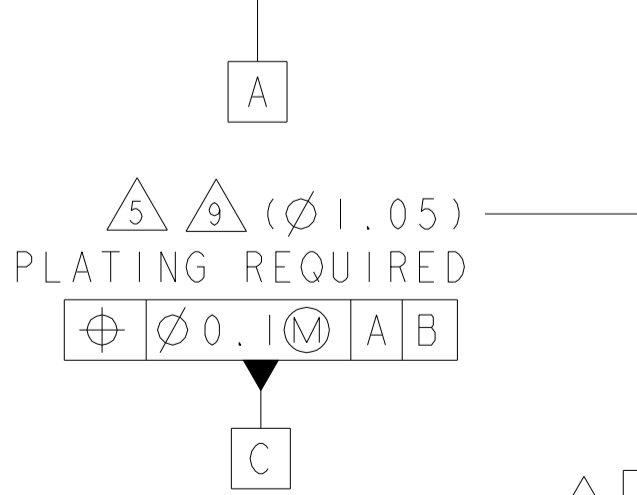 A
5 9 (Ø1.05)
PLATING REQUIRED
⌖ Ø0.1Ⓜ A B
C